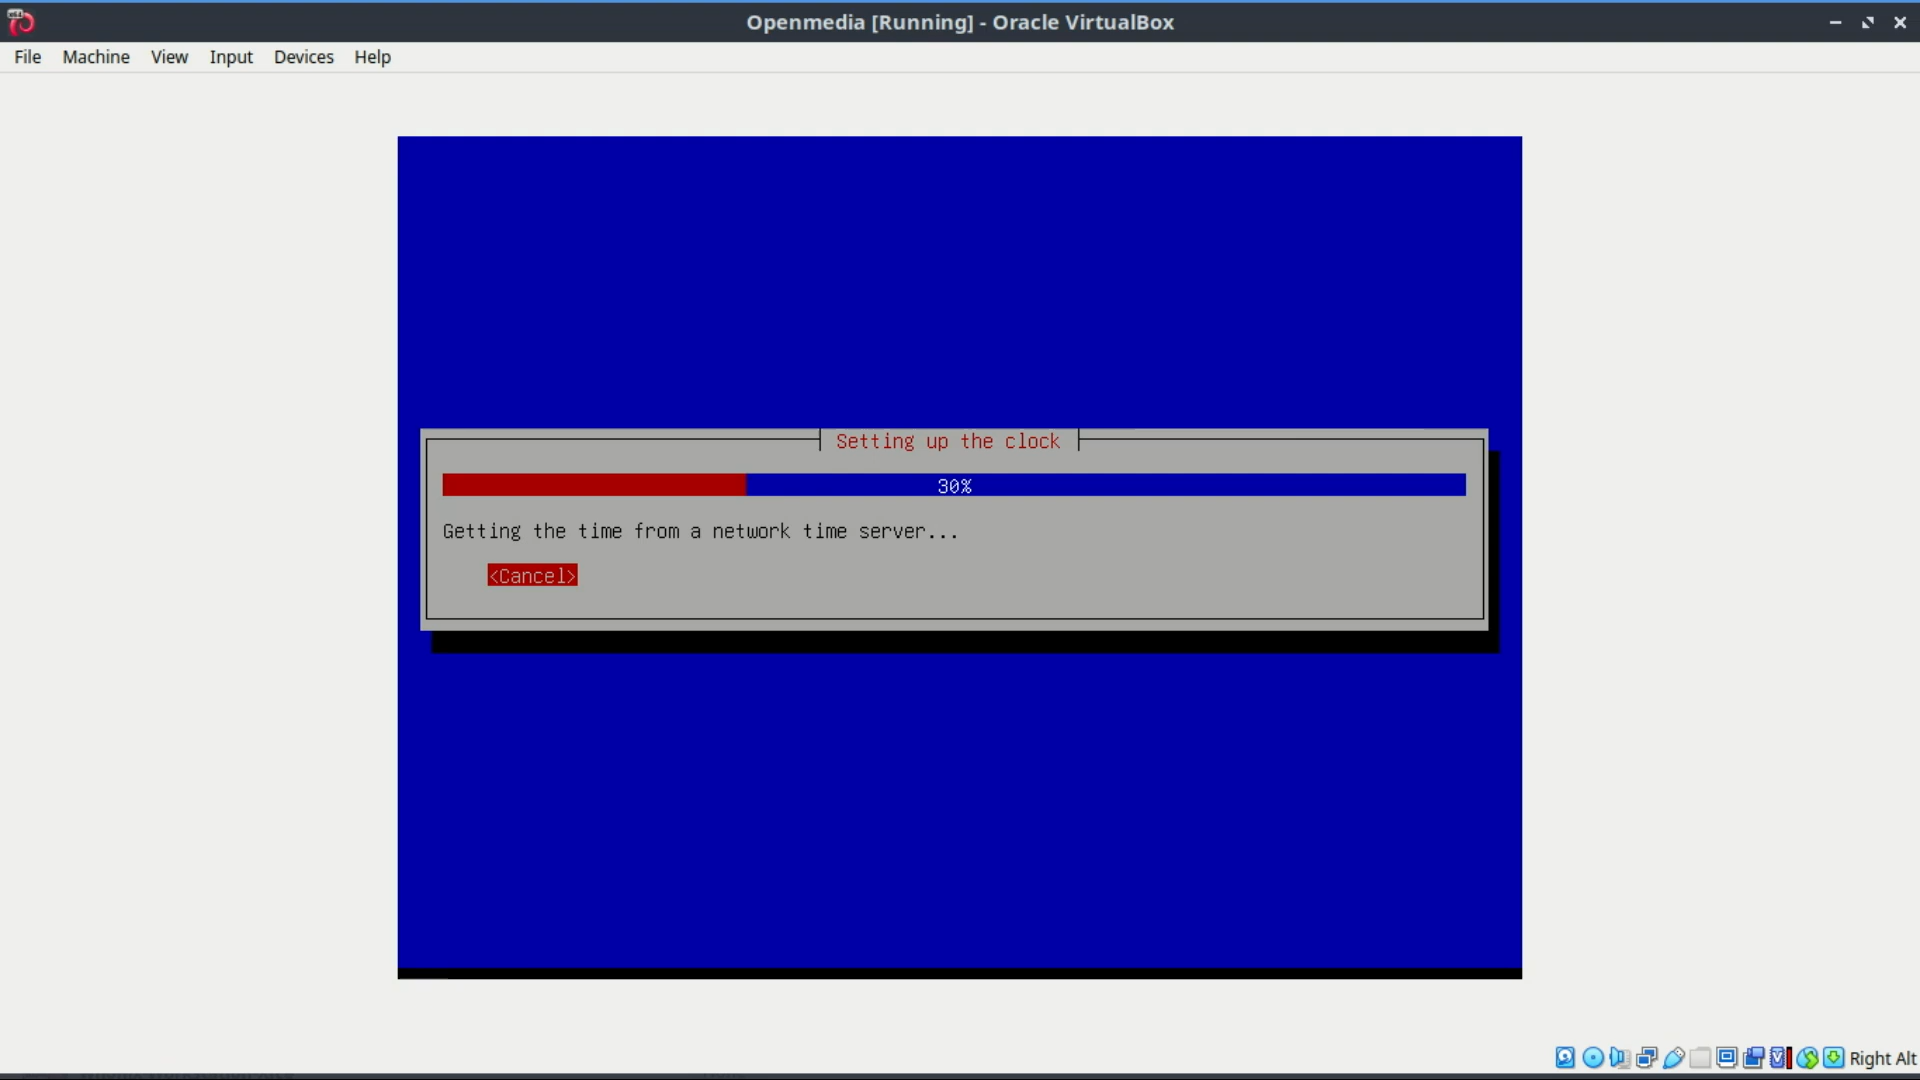 Openmedia [Running] - Oracle VirtualBox
File Machine View Input Devices Help
Setting up the clock
30%
Getting the time from a network time server...
<Cancel>
Right Alt